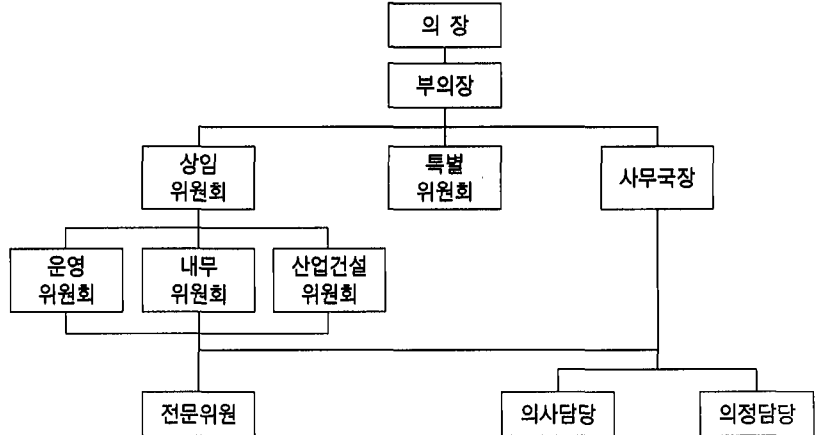 의 장
부의장
상임
위원회
특별
위원회
사무국장
운영
위원회
내무
위원회
산업건설
위원회
전문위원
의사담당
의정담당